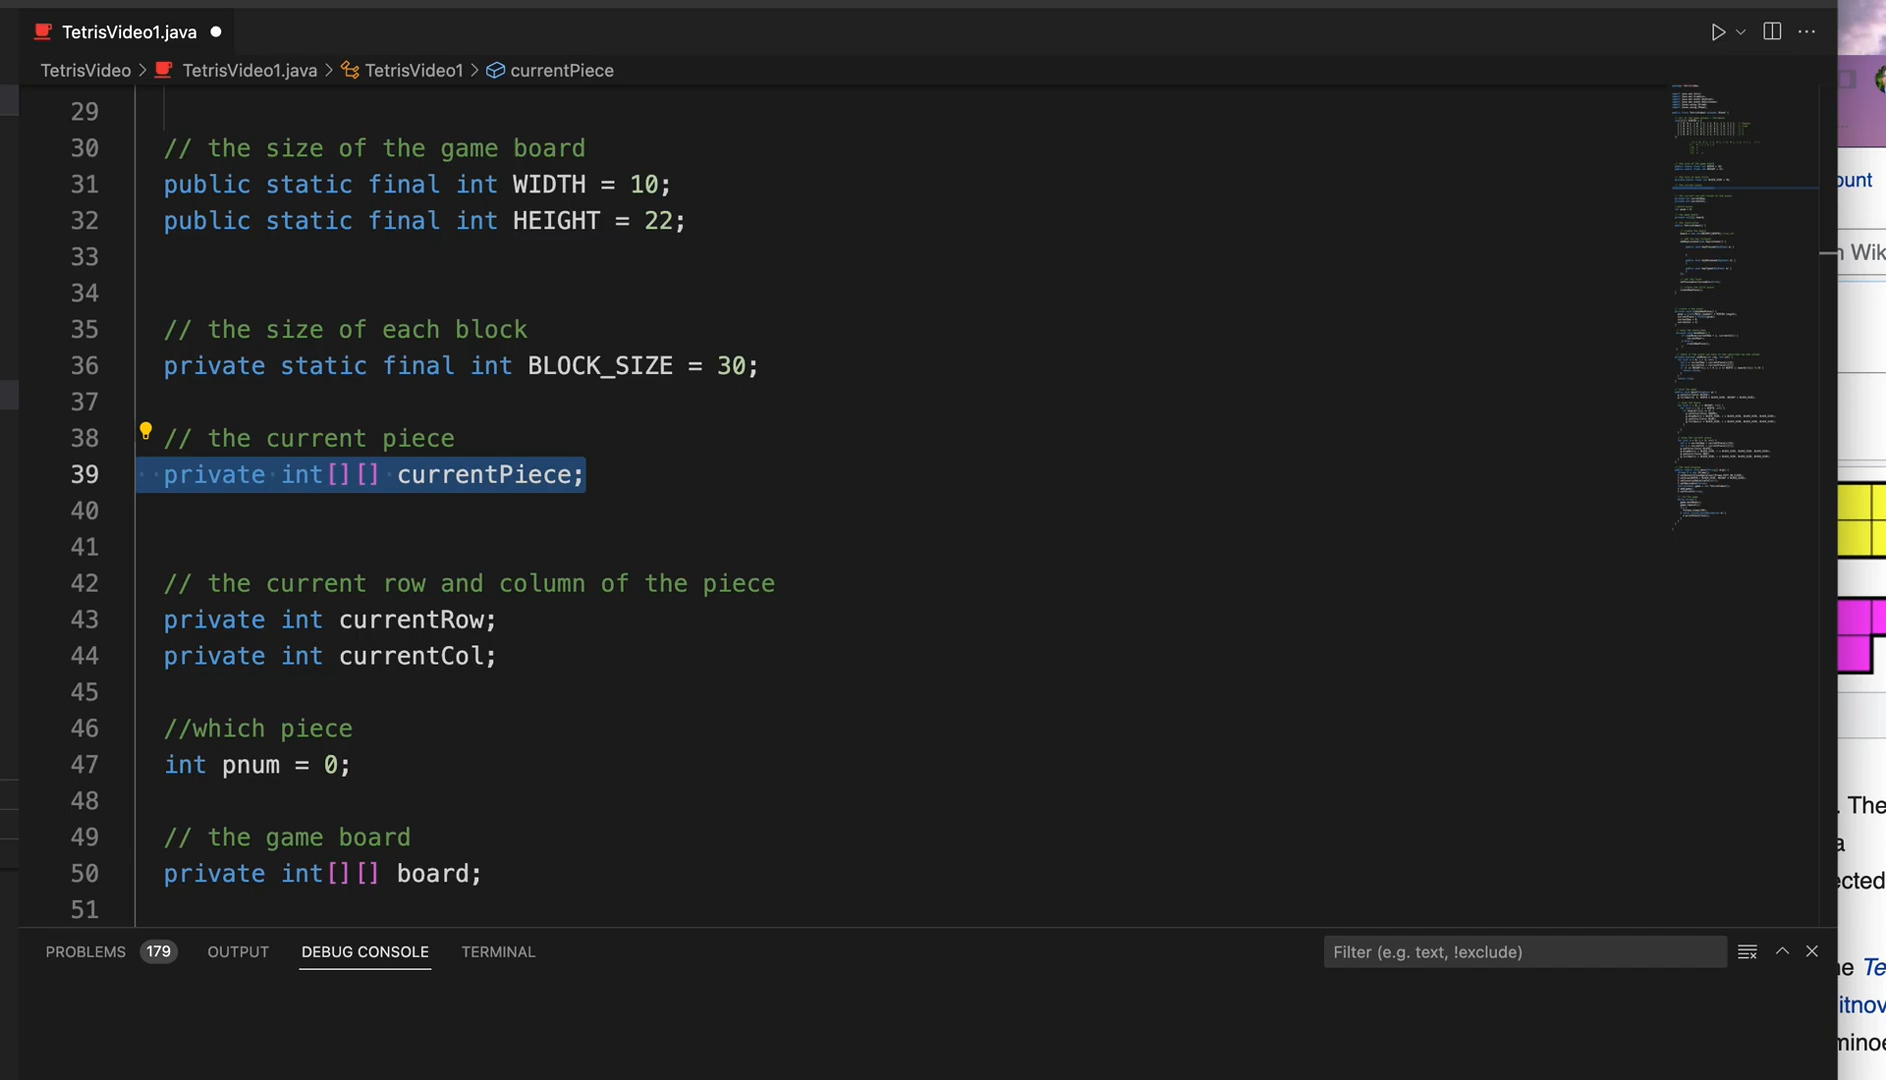 TetrisVideo1.java
TetrisVideo > TetrisVideo1.java > TetrisVideo1 > currentPiece
29
30 // the size of the game board
31 public static final int WIDTH = 10;
32 public static final int HEIGHT = 22;
33
34
35 // the size of each block
36 private static final int BLOCK_SIZE = 30;
37
38 // the current piece
39 private int[][] currentPiece;
40
41
42 // the current row and column of the piece
43 private int currentRow;
44 private int currentCol;
45
46 //which piece
47 int pnum = 0;
48
49 // the game board
50 private int[][] board;
51
PROBLEMS 179 OUTPUT DEBUG CONSOLE TERMINAL Filter (e.g. text, !exclude)
ount
n Wik
. The
a
ected
ne Te
itnov
mino